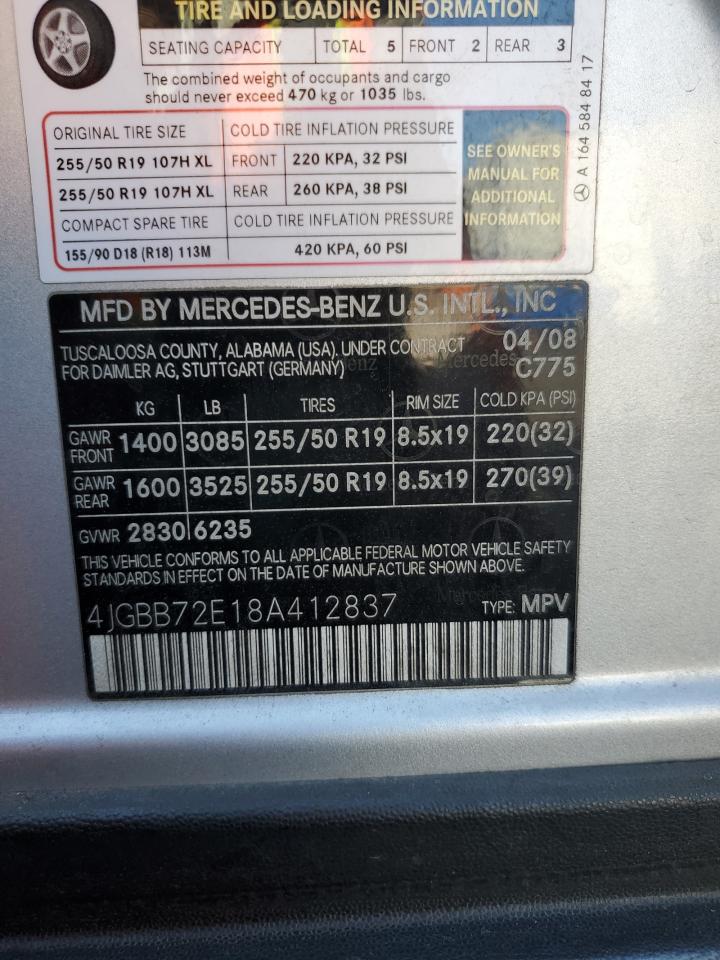 TIRE AND LOADING INFORMATION
SEATING CAPACITY TOTAL 5 FRONT 2 REAR 3
The combined weight of occupants and cargo
should never exceed 470 kg or 1035 lbs.
ORIGINAL TIRE SIZE COLD TIRE INFLATION PRESSURE
255/50 R19 107H XL FRONT 220 KPA, 32 PSI
255/50 R19 107H XL REAR 260 KPA, 38 PSI
COMPACT SPARE TIRE COLD TIRE INFLATION PRESSURE
155/90 D18 (R18) 113M 420 KPA, 60 PSI
SEE OWNER'S
MANUAL FOR
ADDITIONAL
INFORMATION
A 164 584 84 17
MFD BY MERCEDES-BENZ U.S. INTL., INC
TUSCALOOSA COUNTY, ALABAMA (USA). UNDER CONTRACT 04/08
FOR DAIMLER AG, STUTTGART (GERMANY) C775
KG LB TIRES RIM SIZE COLD KPA (PSI)
GAWR FRONT 1400 3085 255/50 R19 8.5x19 220(32)
GAWR REAR 1600 3525 255/50 R19 8.5x19 270(39)
GVWR 2830 6235
THIS VEHICLE CONFORMS TO ALL APPLICABLE FEDERAL MOTOR VEHICLE SAFETY
STANDARDS IN EFFECT ON THE DATE OF MANUFACTURE SHOWN ABOVE.
4JGBB72E18A412837 TYPE: MPV